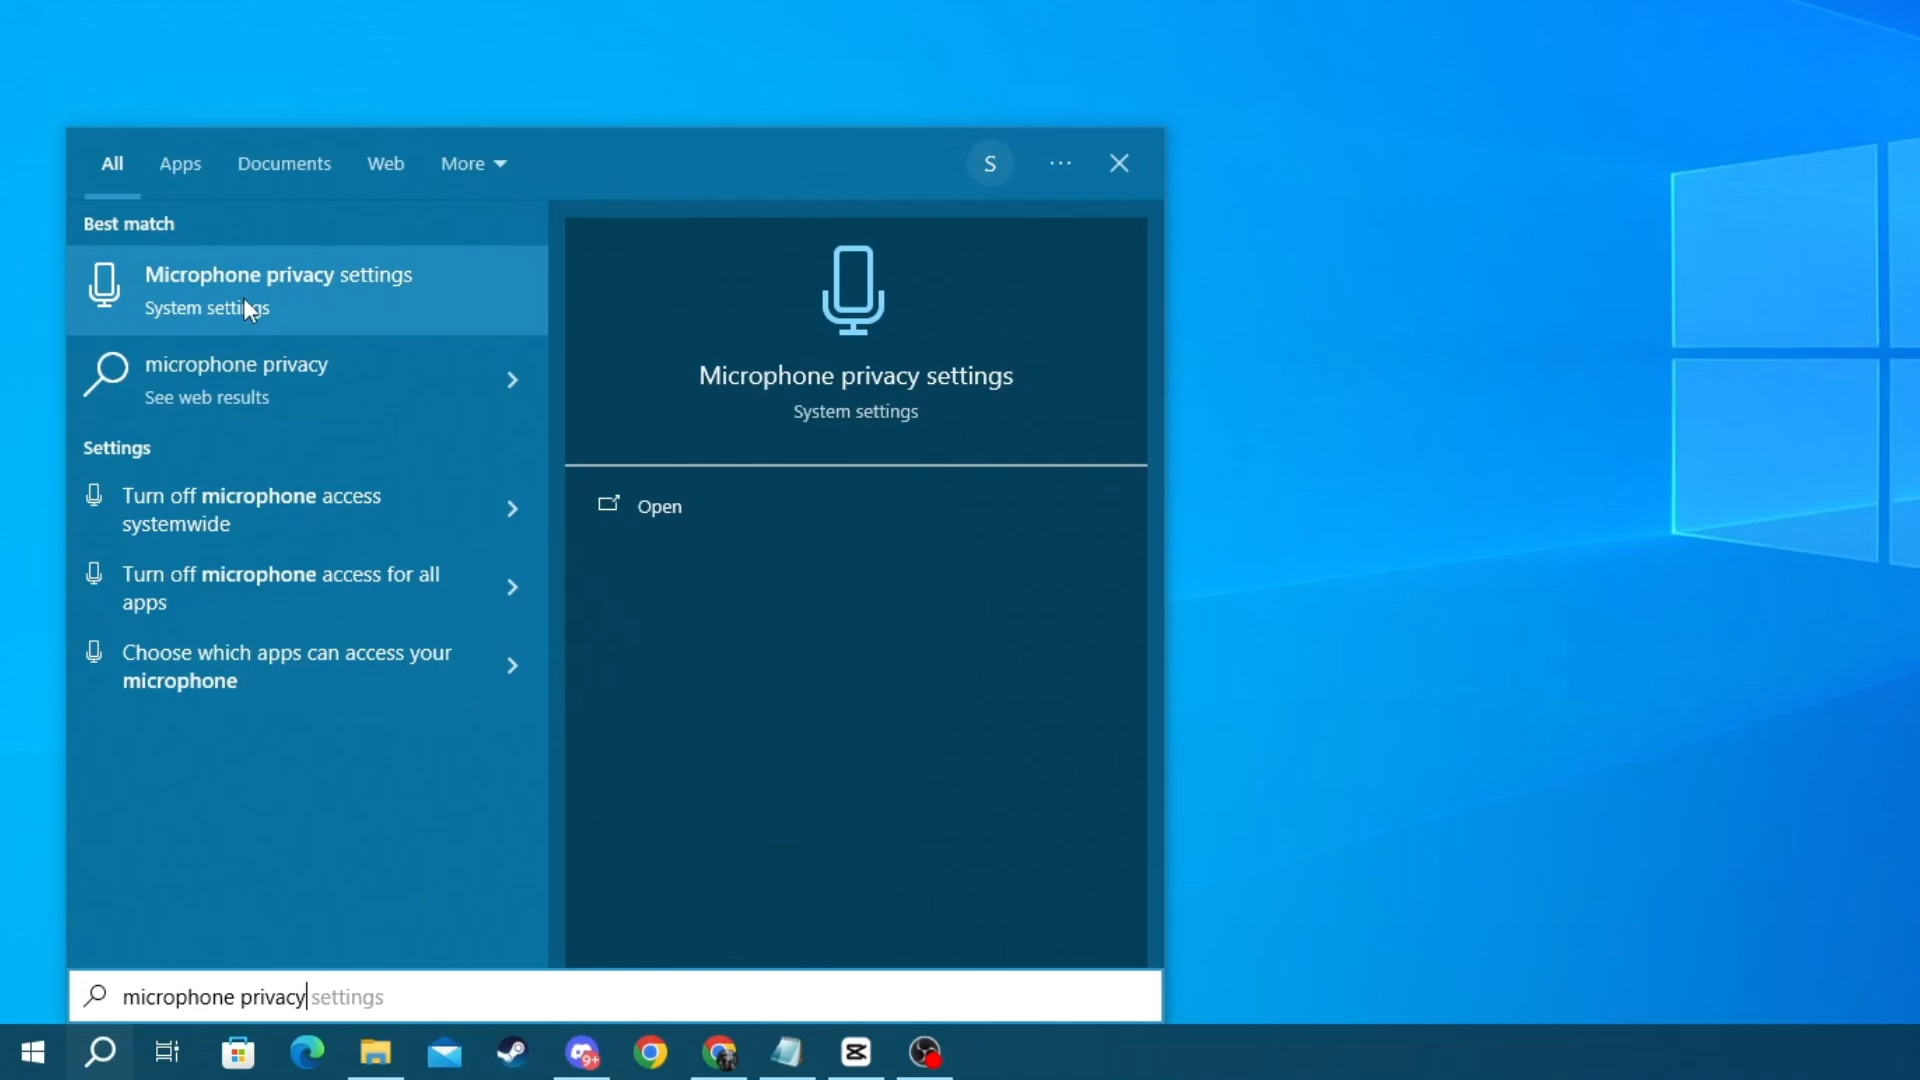 All Apps Documents Web More S
Best match
Microphone privacy settings
System settings
microphone privacy
See web results
Settings
Turn off microphone access
systemwide
Turn off microphone access for all
apps
Choose which apps can access your
microphone
Microphone privacy settings
System settings
Open
microphone privacy settings
9+